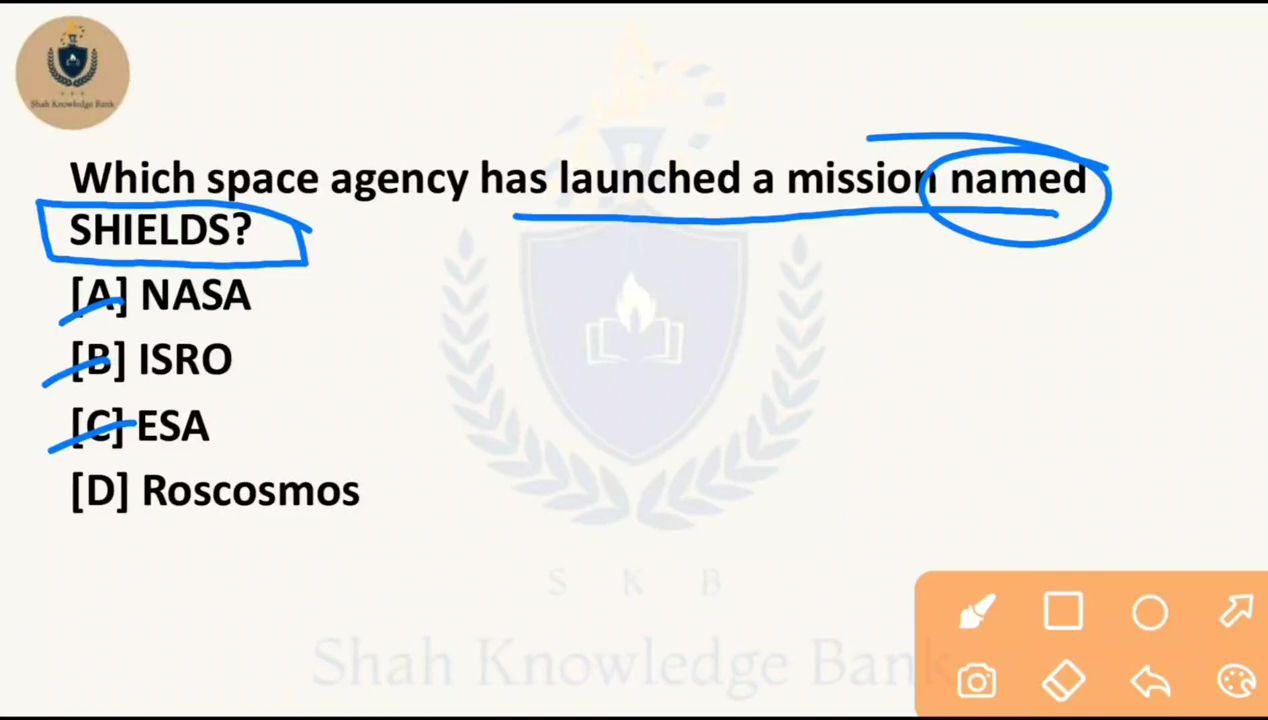 Shah Knowledge Bank
Which space agency has launched a mission named
SHIELDS?
[A] NASA
[B] ISRO
[C] ESA
[D] Roscosmos
S K B
Shah Knowledge Bank